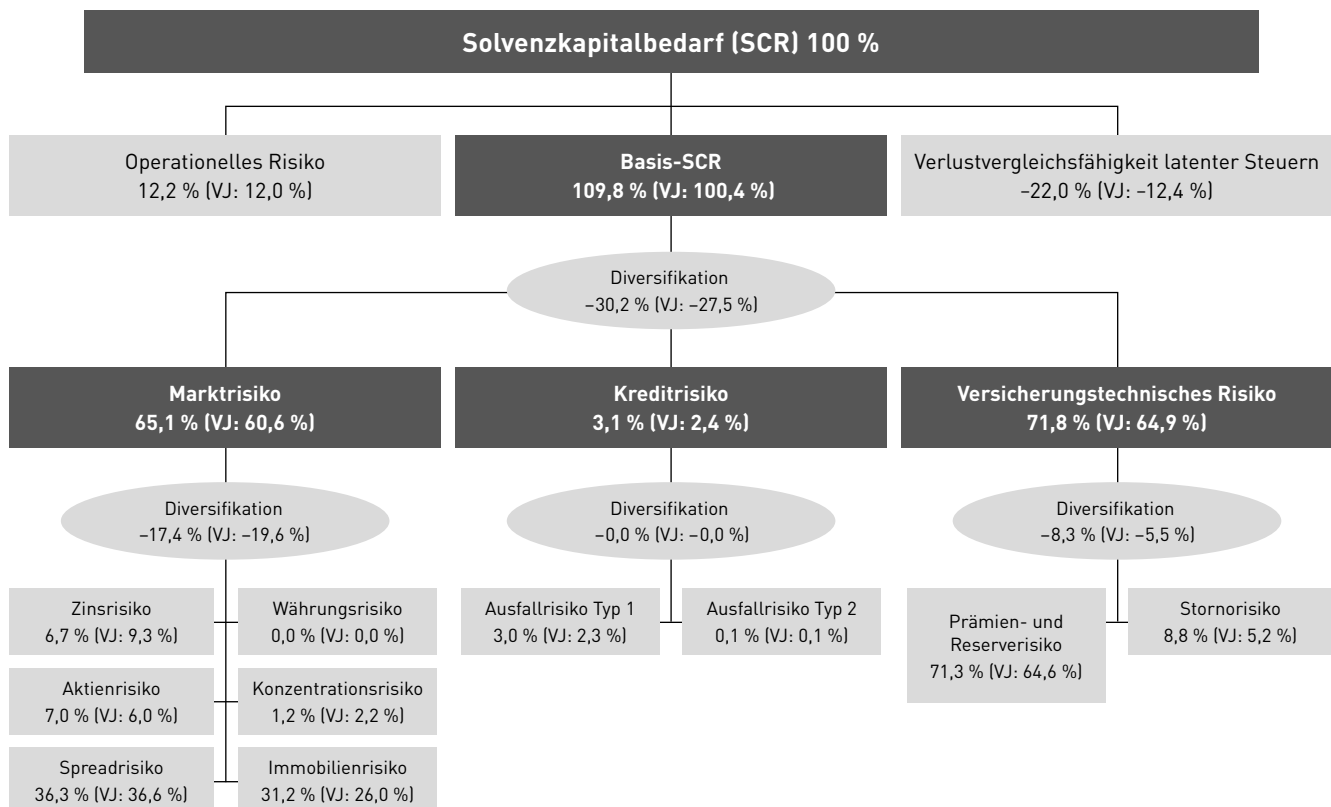 Solvenzkapitalbedarf (SCR) 100 %
Operationelles Risiko
12,2 % (VJ: 12,0 %)
Basis-SCR
109,8 % (VJ: 100,4 %)
Verlustvergleichsfähigkeit latenter Steuern
−22,0 % (VJ: −12,4 %)
Diversifikation
−30,2 % (VJ: −27,5 %)
Marktrisiko
65,1 % (VJ: 60,6 %)
Kreditrisiko
3,1 % (VJ: 2,4 %)
Versicherungstechnisches Risiko
71,8 % (VJ: 64,9 %)
Diversifikation
−17,4 % (VJ: −19,6 %)
Diversifikation
−0,0 % (VJ: −0,0 %)
Diversifikation
−8,3 % (VJ: −5,5 %)
Zinsrisiko
6,7 % (VJ: 9,3 %)
Währungsrisiko
0,0 % (VJ: 0,0 %)
Ausfallrisiko Typ 1
3,0 % (VJ: 2,3 %)
Ausfallrisiko Typ 2
0,1 % (VJ: 0,1 %)
Prämien- und
Reserverisiko
71,3 % (VJ: 64,6 %)
Stornorisiko
8,8 % (VJ: 5,2 %)
Aktienrisiko
7,0 % (VJ: 6,0 %)
Konzentrationsrisiko
1,2 % (VJ: 2,2 %)
Spreadrisiko
36,3 % (VJ: 36,6 %)
Immobilienrisiko
31,2 % (VJ: 26,0 %)